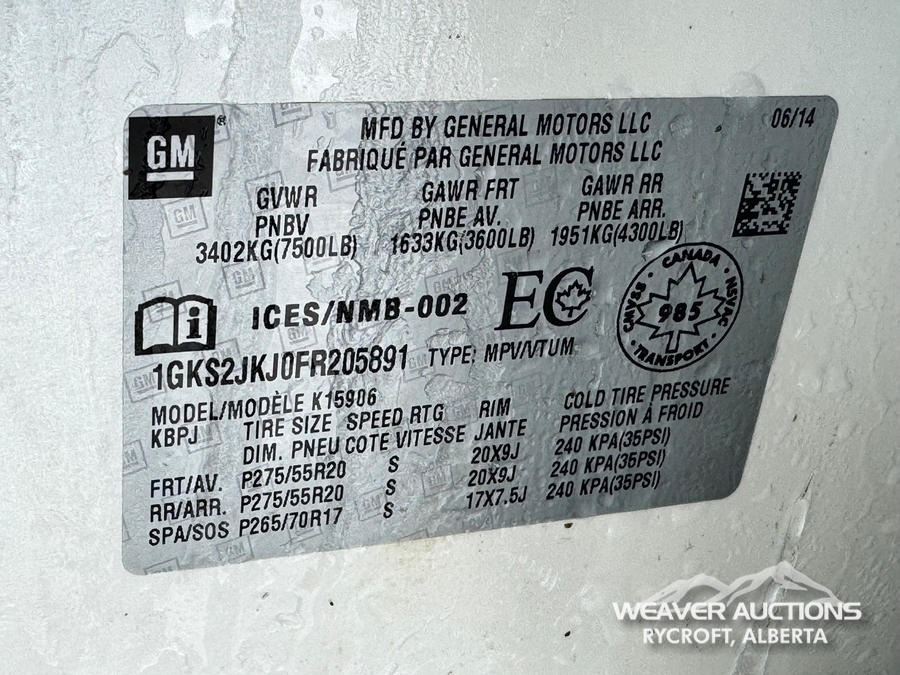 GM
MFD BY GENERAL MOTORS LLC
06/14
FABRIQUÉ PAR GENERAL MOTORS LLC
GVWR GAWR FRT GAWR RR
PNBV PNBE AV. PNBE ARR.
3402KG(7500LB) 1633KG(3600LB) 1951KG(4300LB)
ICES/NMB-002
EC
CANADA
CMVSS 985 NSVAC
TRANSPORT
1GKS2JKJ0FR205891 TYPE: MPV/VTUM
MODEL/MODÈLE K15906
KBPJ TIRE SIZE SPEED RTG RIM COLD TIRE PRESSURE
DIM. PNEU COTE VITESSE JANTE PRESSION À FROID
FRT/AV. P275/55R20 S 20X9J 240 KPA(35PSI)
RR/ARR. P275/55R20 S 20X9J 240 KPA(35PSI)
SPA/SOS P265/70R17 S 17X7.5J 240 KPA(35PSI)
WEAVER AUCTIONS
RYCROFT, ALBERTA